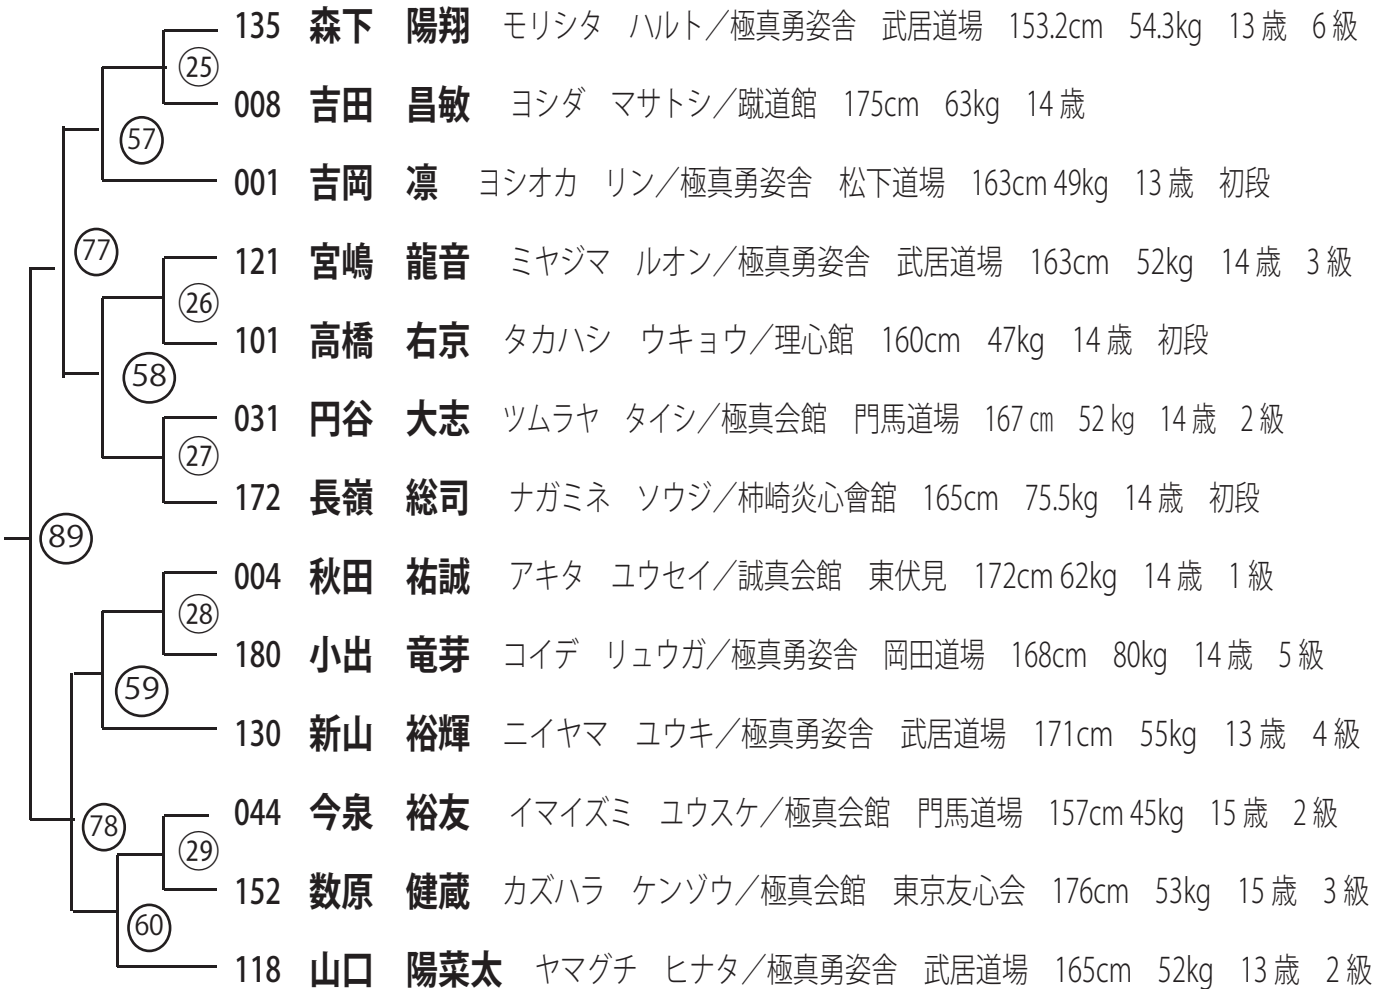 135 森下 陽翔 モリシタ ハルト／極真勇姿舎 武居道場 153.2cm 54.3kg 13歳 6級
㉕
008 吉田 昌敏 ヨシダ マサトシ／蹴道館 175cm 63kg 14歳
57
001 吉岡 凛 ヨシオカ リン／極真勇姿舎 松下道場 163cm 49kg 13歳 初段
77
121 宮嶋 龍音 ミヤジマ ルオン／極真勇姿舎 武居道場 163cm 52kg 14歳 3級
㉖
101 高橋 右京 タカハシ ウキョウ／理心館 160cm 47kg 14歳 初段
58
031 円谷 大志 ツムラヤ タイシ／極真会館 門馬道場 167㎝ 52kg 14歳 2級
㉗
172 長嶺 総司 ナガミネ ソウジ／柿崎炎心會舘 165cm 75.5kg 14歳 初段
89
004 秋田 祐誠 アキタ ユウセイ／誠真会館 東伏見 172cm 62kg 14歳 1級
㉘
180 小出 竜芽 コイデ リュウガ／極真勇姿舎 岡田道場 168cm 80kg 14歳 5級
59
130 新山 裕輝 ニイヤマ ユウキ／極真勇姿舎 武居道場 171cm 55kg 13歳 4級
78
044 今泉 裕友 イマイズミ ユウスケ／極真会館 門馬道場 157cm 45kg 15歳 2級
㉙
152 数原 健蔵 カズハラ ケンゾウ／極真会館 東京友心会 176cm 53kg 15歳 3級
60
118 山口 陽菜太 ヤマグチ ヒナタ／極真勇姿舎 武居道場 165cm 52kg 13歳 2級